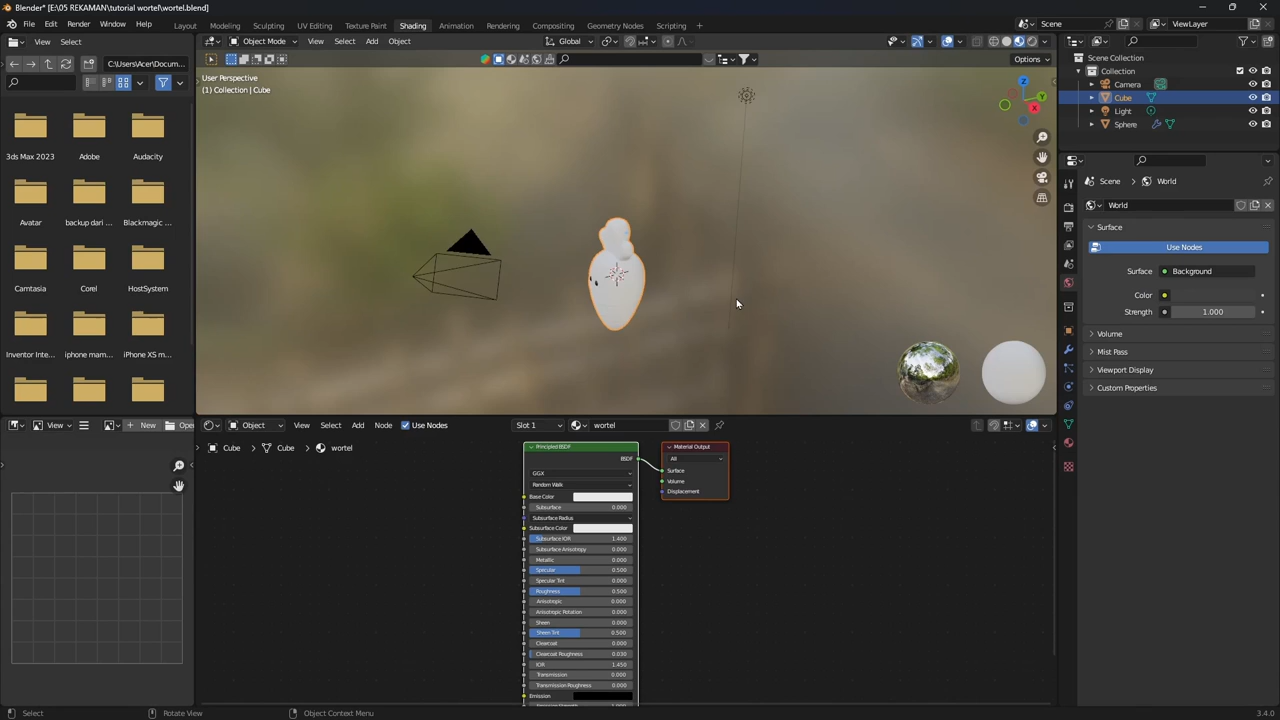 Blender* [E:\05 REKAMAN\tutorial wortel\wortel.blend]
File Edit Render Window Help Layout Modeling Sculpting UV Editing Texture Paint Shading Animation Rendering Compositing Geometry Nodes Scripting + Scene ViewLayer
View Select Object Mode View Select Add Object Global
C:\Users\Acer\Docum... Options
User Perspective
(1) Collection | Cube
Scene Collection
Collection
Camera
Cube
Light
Sphere
3ds Max 2023 Adobe Audacity
Avatar backup dari ... Blackmagic ...
Camtasia Corel HostSystem
Inventor Inte... iphone mam... iPhone XS m...
Z
Y
X
Scene World
World
Surface
Use Nodes
Surface Background
Color
Strength 1.000
Volume
Mist Pass
Viewport Display
Custom Properties
View New Open Object View Select Add Node Use Nodes Slot 1 wortel
Cube Cube wortel
Principled BSDF
BSDF
GGX
Random Walk
Base Color
Subsurface 0.000
Subsurface Radius
Subsurface Color
Subsurface IOR 1.400
Subsurface Anisotropy 0.000
Metallic 0.000
Specular 0.500
Specular Tint 0.000
Roughness 0.500
Anisotropic 0.000
Anisotropic Rotation 0.000
Sheen 0.000
Sheen Tint 0.500
Clearcoat 0.000
Clearcoat Roughness 0.030
IOR 1.450
Transmission 0.000
Transmission Roughness 0.000
Emission
Material Output
All
Surface
Volume
Displacement
Select Rotate View Object Context Menu 3.4.0